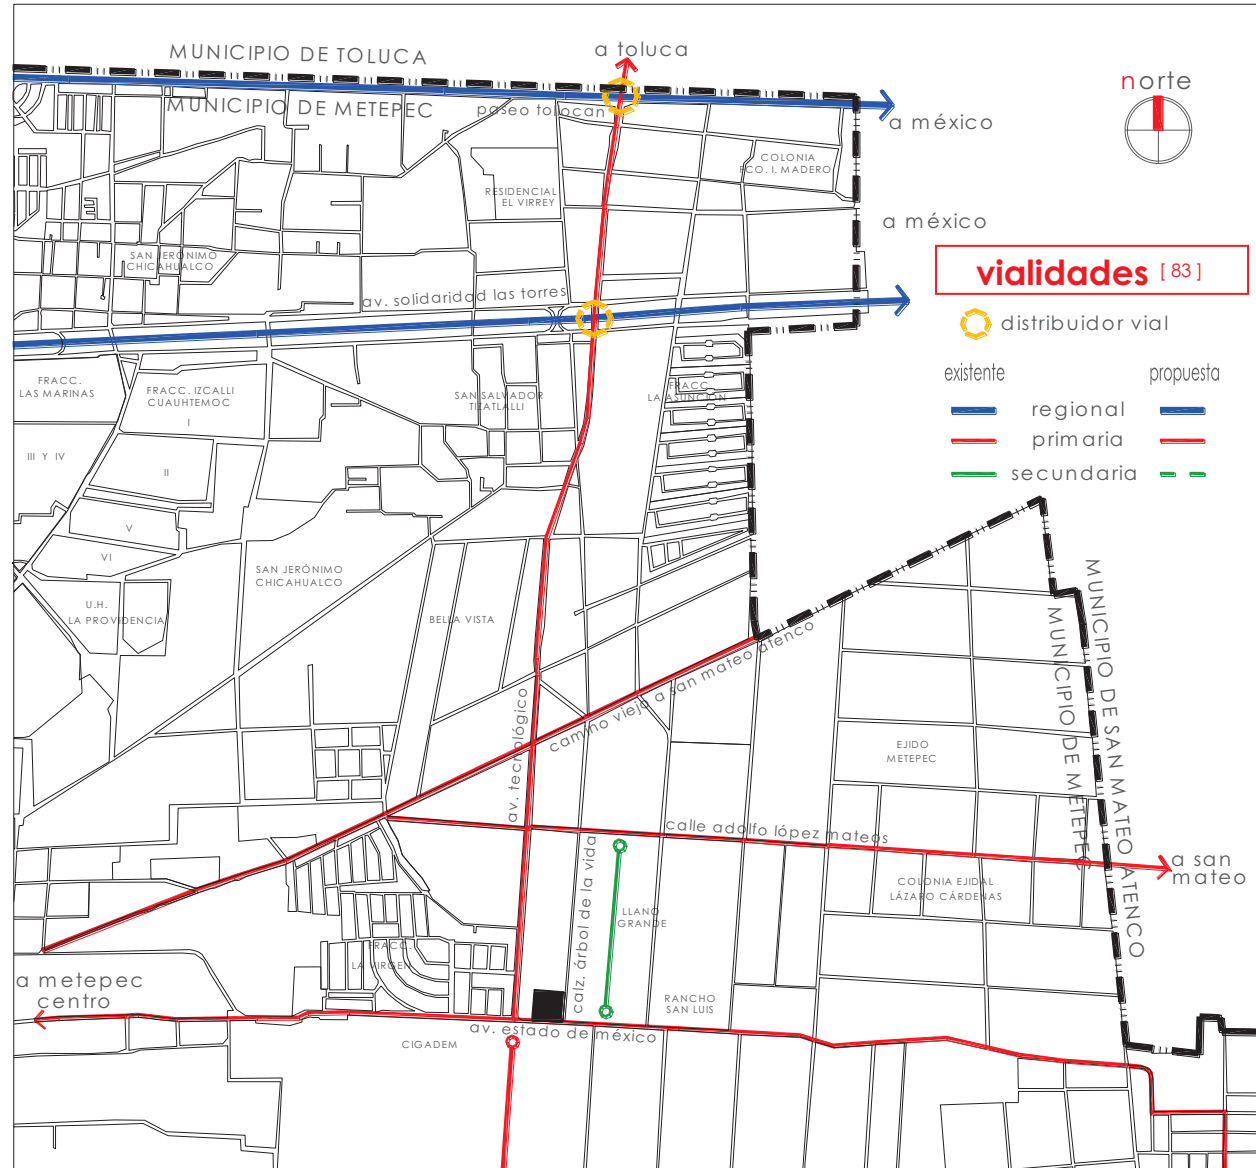 MUNICIPIO DE TOLUCA
a toluca
MUNICIPIO DE METEPEC
paseo tolocan
a méxico
norte
COLONIA
FCO. I. MADERO
RESIDENCIAL
EL VIRREY
a méxico
SAN JERÓNIMO
CHICAHUALCO
vialidades [ 83 ]
av. solidaridad las torres
distribuidor vial
existente propuesta
regional
primaria
secundaria
FRACC.
LAS MARINAS
FRACC. IZCALLI
CUAUHTEMOC
I
SAN SALVADOR
TIZATLALLI
FRACC.
LA ASUNCIÓN
III Y IV
II
V
VI
SAN JERÓNIMO
CHICAHUALCO
U.H.
LA PROVIDENCIA
BELLA VISTA
camino viejo a san mateo atenco
MUNICIPIO DE SAN MATEO ATENCO
MUNICIPIO DE METEPEC
av. tecnológico
EJIDO
METEPEC
calle adolfo lópez mateos
a san
mateo
calz. árbol de la vida
COLONIA EJIDAL
LÁZARO CÁRDENAS
LLANO
GRANDE
FRACC.
LA VIRGEN
a metepec
centro
RANCHO
SAN LUIS
av. estado de méxico
CIGADEM